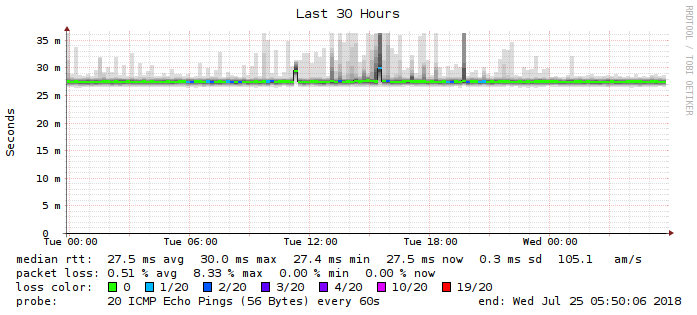 Last 30 Hours
RRDTOOL / TOBI OETIKER
Seconds
35 m
30 m
25 m
20 m
15 m
10 m
5 m
0
Tue 00:00 Tue 06:00 Tue 12:00 Tue 18:00 Wed 00:00
median rtt: 27.5 ms avg 30.0 ms max 27.4 ms min 27.5 ms now 0.3 ms sd 105.1 am/s
packet loss: 0.51 % avg 8.33 % max 0.00 % min 0.00 % now
loss color: 0 1/20 2/20 3/20 4/20 10/20 19/20
probe: 20 ICMP Echo Pings (56 Bytes) every 60s end: Wed Jul 25 05:50:06 2018